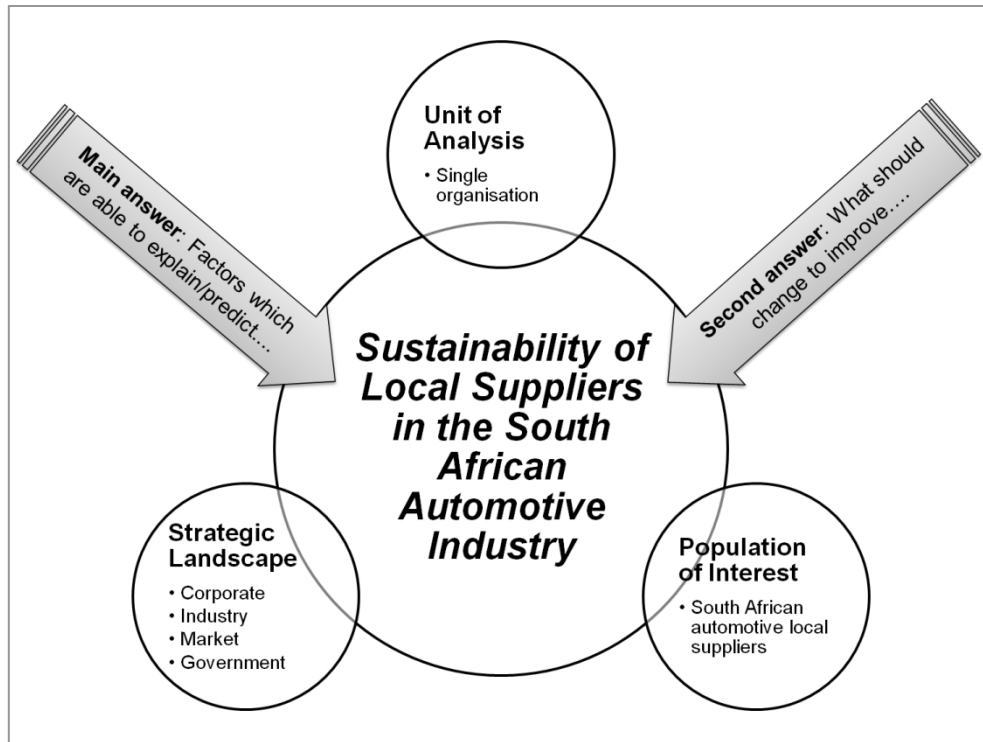 Unit of
Analysis
• Single
organisation
Main answer: Factors which
are able to explain/predict....
Second answer: What should
change to improve....
Sustainability of
Local Suppliers
in the South
African
Automotive
Industry
Strategic
Landscape
• Corporate
• Industry
• Market
• Government
Population
of Interest
• South African
automotive local
suppliers